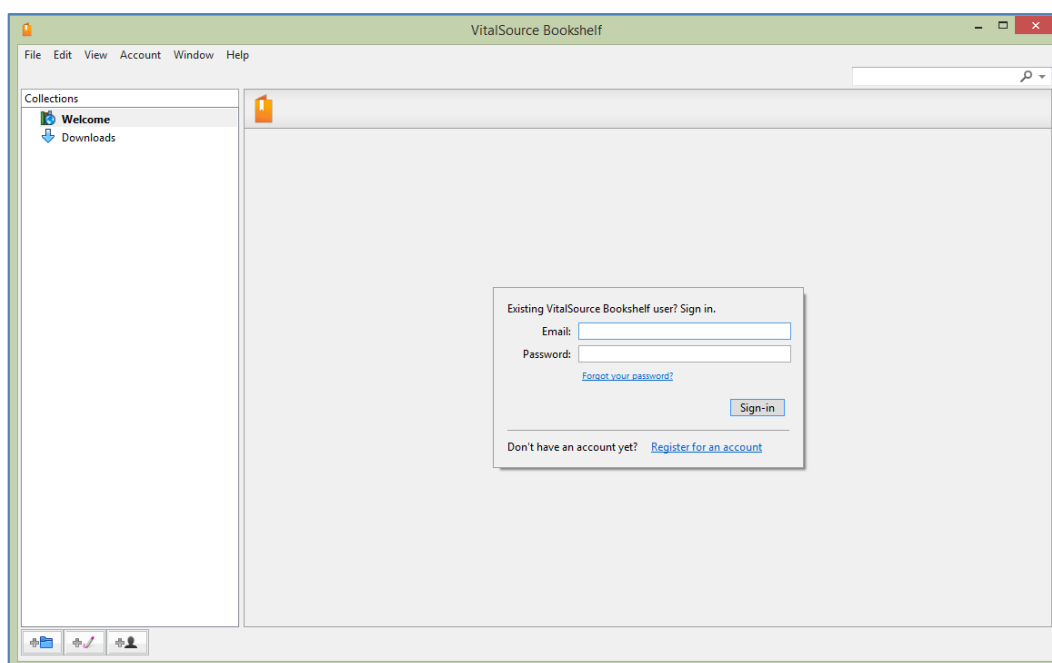 VitalSource Bookshelf
File Edit View Account Window Help
Collections
Welcome
Downloads
Existing VitalSource Bookshelf user? Sign in.
Email:
Password:
Forgot your password?
Sign-in
Don't have an account yet? Register for an account